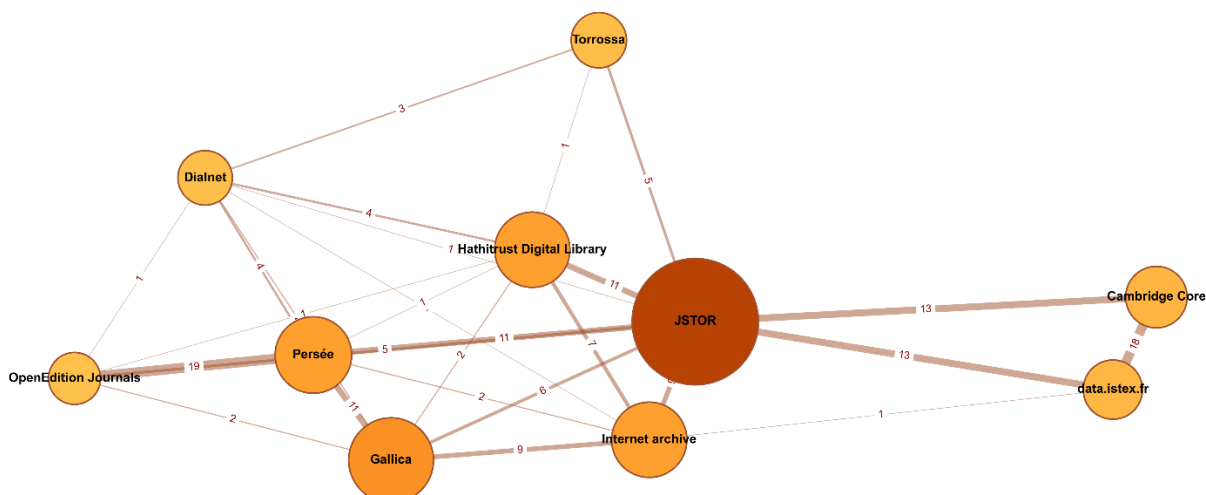 Torrossa
3
1
Dialnet
5
4
Hathitrust Digital Library
1
4
1
11
Cambridge Core
1
1
JSTOR
13
7
18
Persée
5
11
2
13
OpenEdition Journals
19
data.istex.fr
6
2
11
2
1
Internet archive
9
Gallica